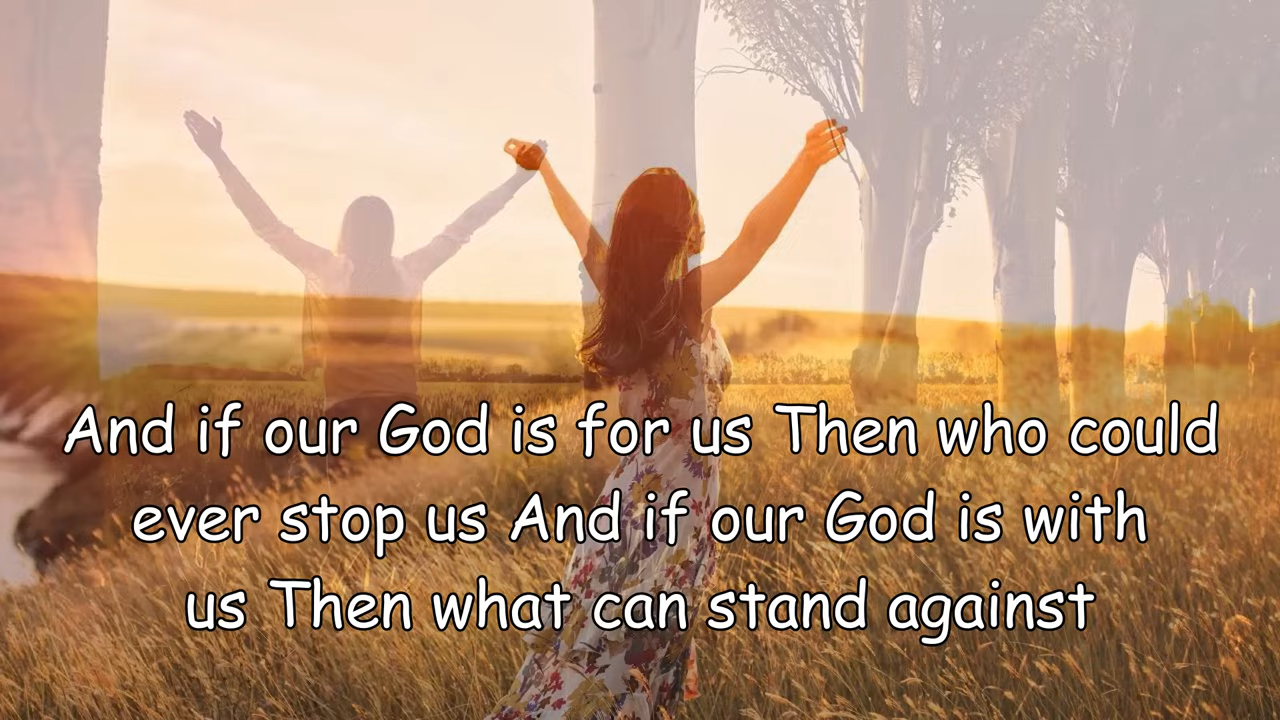 And if our God is for us Then who could
ever stop us And if our God is with
us Then what can stand against